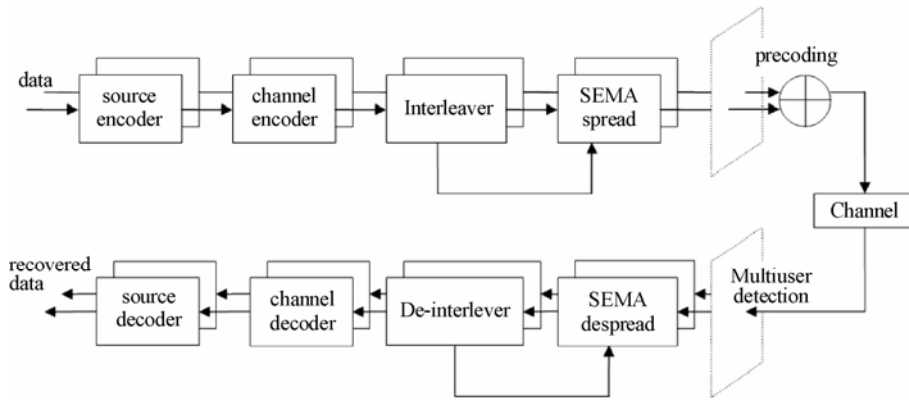 data
source
encoder
channel
encoder
Interleaver
SEMA
spread
precoding
Channel
recovered
data
source
decoder
channel
decoder
De-interlever
SEMA
despread
Multiuser
detection